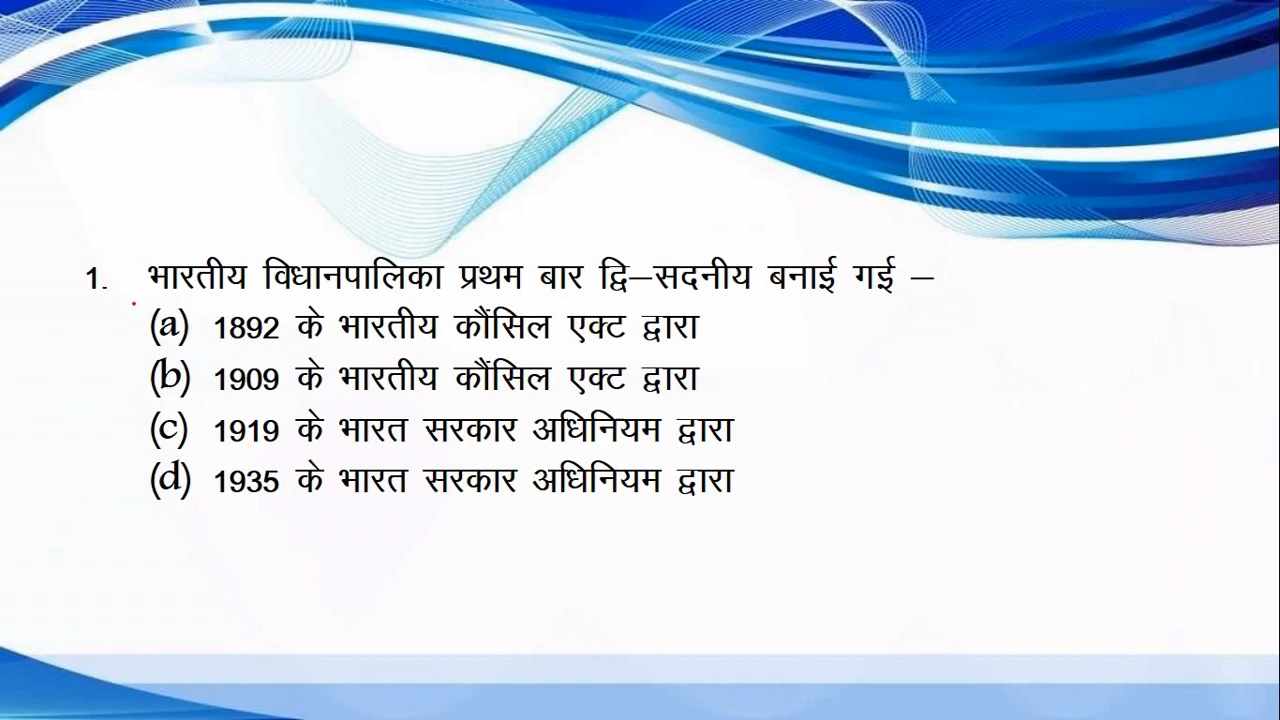 1. भारतीय विधानपालिका प्रथम बार द्वि–सदनीय बनाई गई –
(a) 1892 के भारतीय कौंसिल एक्ट द्वारा
(b) 1909 के भारतीय कौंसिल एक्ट द्वारा
(c) 1919 के भारत सरकार अधिनियम द्वारा
(d) 1935 के भारत सरकार अधिनियम द्वारा